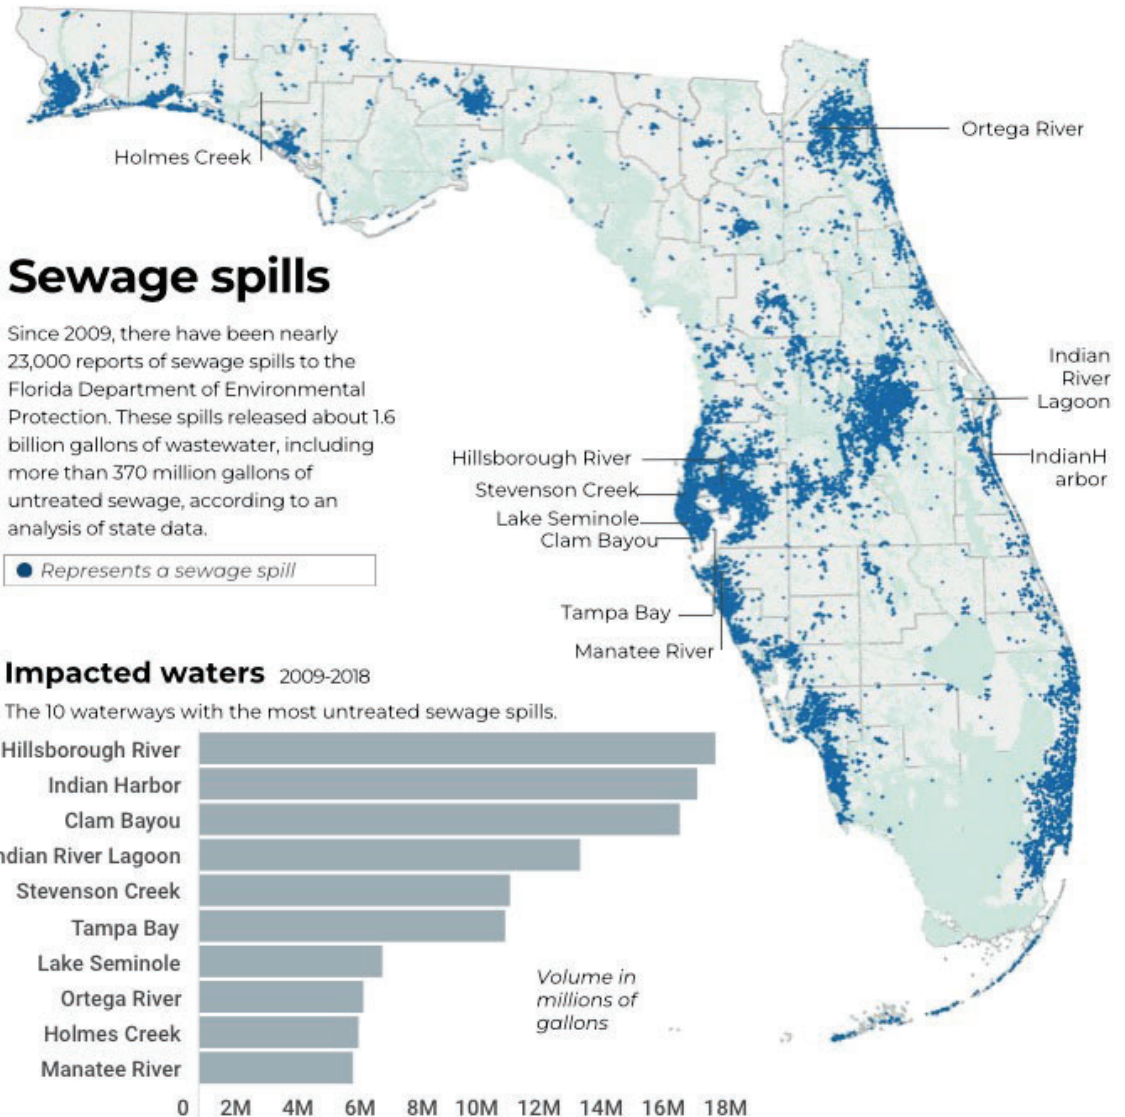 Ortega River
Holmes Creek
Sewage spills
Since 2009, there have been nearly
23,000 reports of sewage spills to the
Florida Department of Environmental
Protection. These spills released about 1.6
billion gallons of wastewater, including
more than 370 million gallons of
untreated sewage, according to an
analysis of state data.
Represents a sewage spill
Indian
River
Lagoon
IndianH
arbor
Hillsborough River
Stevenson Creek
Lake Seminole
Clam Bayou
Tampa Bay
Manatee River
Impacted waters 2009-2018
The 10 waterways with the most untreated sewage spills.
Hillsborough River
Indian Harbor
Clam Bayou
ndian River Lagoon
Stevenson Creek
Tampa Bay
Lake Seminole
Ortega River
Holmes Creek
Manatee River
Volume in
millions of
gallons
0 2M 4M 6M 8M 10M 12M 14M 16M 18M